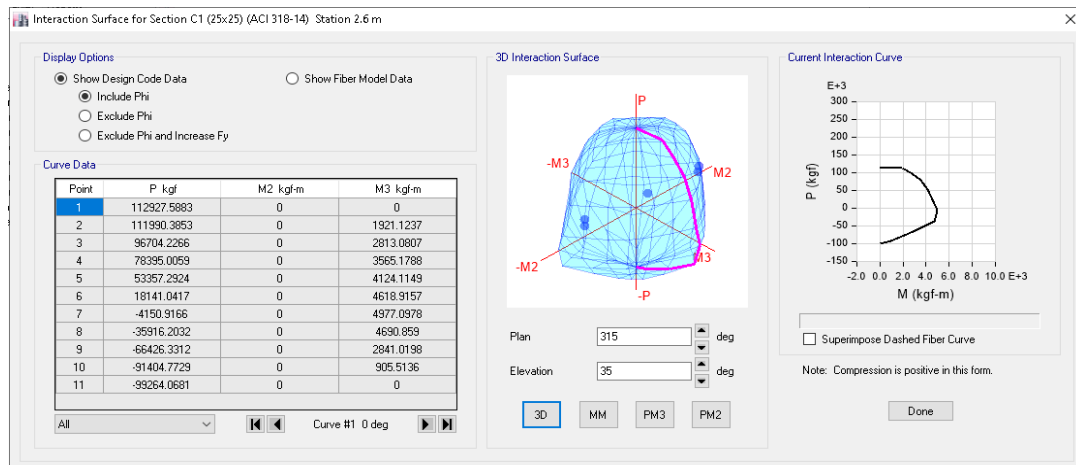 Interaction Surface for Section C1 (25x25) (ACI 318-14) Station 2.6 m
Display Options
Show Design Code Data
Show Fiber Model Data
Include Phi
Exclude Phi
Exclude Phi and Increase Fy
Curve Data
Point P kgf M2 kgf-m M3 kgf-m
1 112927.5883 0 0
2 111990.3853 0 1921.1237
3 96704.2266 0 2813.0807
4 78395.0059 0 3565.1788
5 53357.2924 0 4124.1149
6 18141.0417 0 4618.9157
7 -4150.9166 0 4977.0978
8 -35916.2032 0 4690.859
9 -66426.3312 0 2841.0198
10 -91404.7729 0 905.5136
11 -99264.0681 0 0
All
Curve #1 0 deg
3D Interaction Surface
P
-M3
M2
-M2
M3
-P
Plan 315 deg
Elevation 35 deg
3D MM PM3 PM2
Current Interaction Curve
E+3
300
250
200
150
100
50
0
-50
-100
-150
P (kgf)
-2.0 0.0 2.0 4.0 6.0 8.0 10.0 E+3
M (kgf-m)
Superimpose Dashed Fiber Curve
Note: Compression is positive in this form.
Done